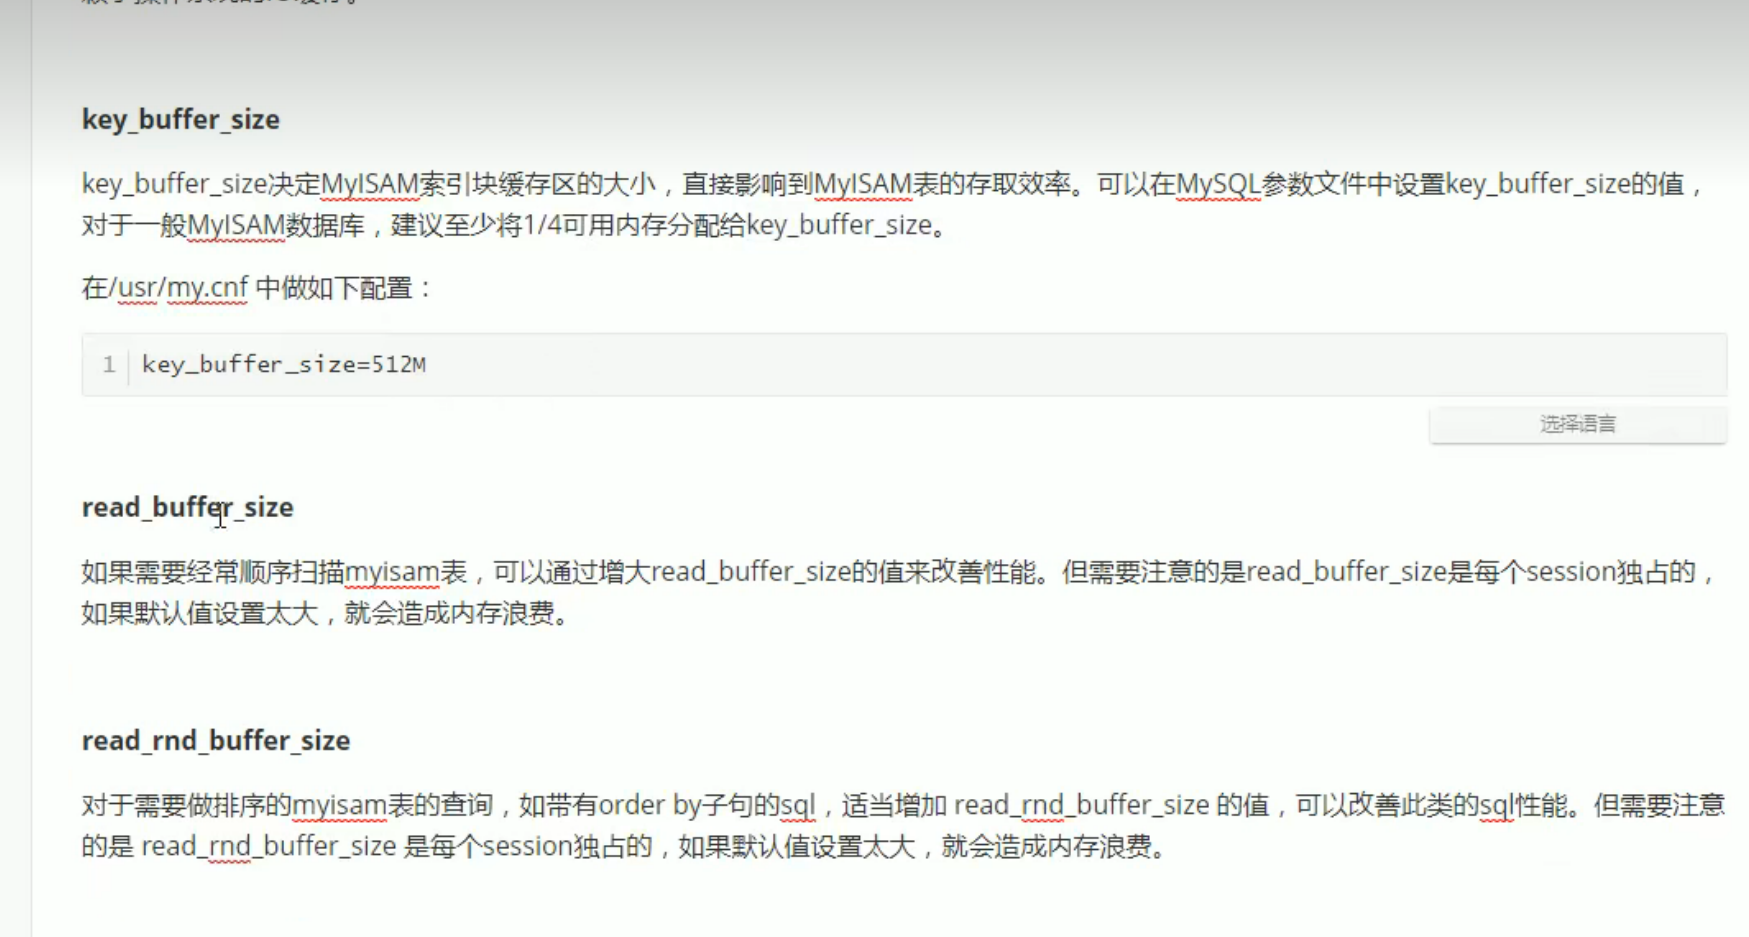 key_buffer_size
key_buffer_size决定MyISAM索引块缓存区的大小，直接影响到MyISAM表的存取效率。可以在MySQL参数文件中设置key_buffer_size的值，
对于一般MyISAM数据库，建议至少将1/4可用内存分配给key_buffer_size。
在/usr/my.cnf 中做如下配置：
1 key_buffer_size=512M
选择语言
read_buffer_size
如果需要经常顺序扫描myisam表，可以通过增大read_buffer_size的值来改善性能。但需要注意的是read_buffer_size是每个session独占的，
如果默认值设置太大，就会造成内存浪费。
read_rnd_buffer_size
对于需要做排序的myisam表的查询，如带有order by子句的sql，适当增加 read_rnd_buffer_size 的值，可以改善此类的sql性能。但需要注意
的是 read_rnd_buffer_size 是每个session独占的，如果默认值设置太大，就会造成内存浪费。